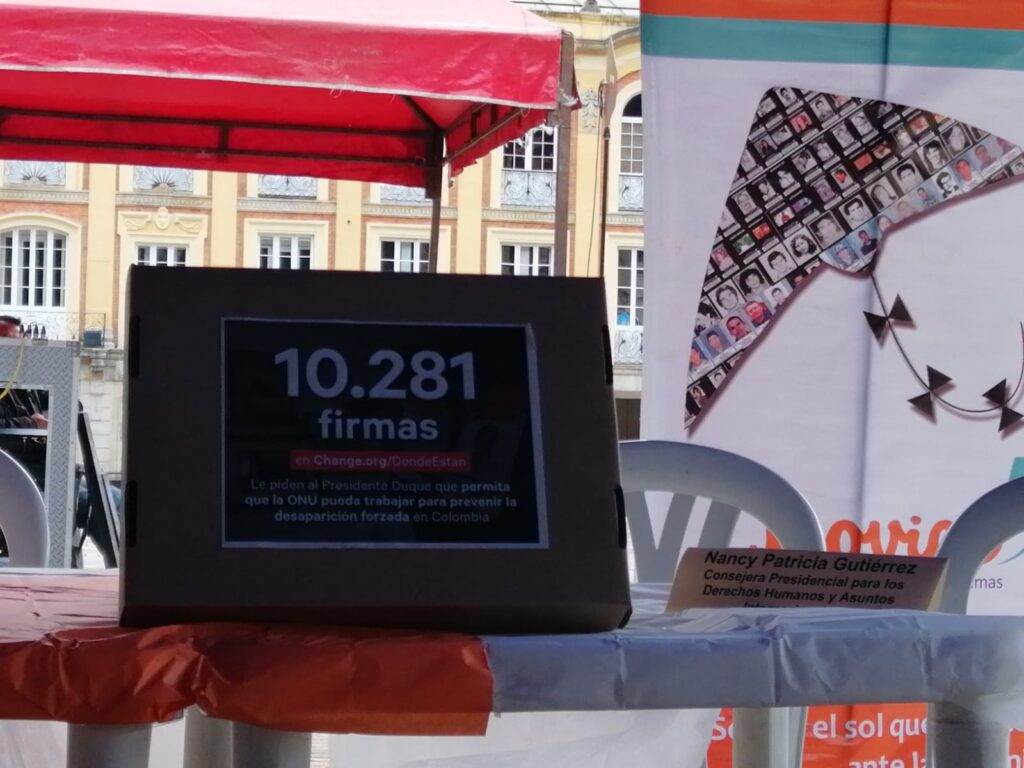 10.281
firmas
en Change.org/DondeEstan
Le piden al Presidente Duque que permita
que la ONU pueda trabajar para prevenir la
desaparición forzada en Colombia
Nancy Patricia Gutiérrez
Consejera Presidencial para los
Derechos Humanos y Asuntos
el sol que